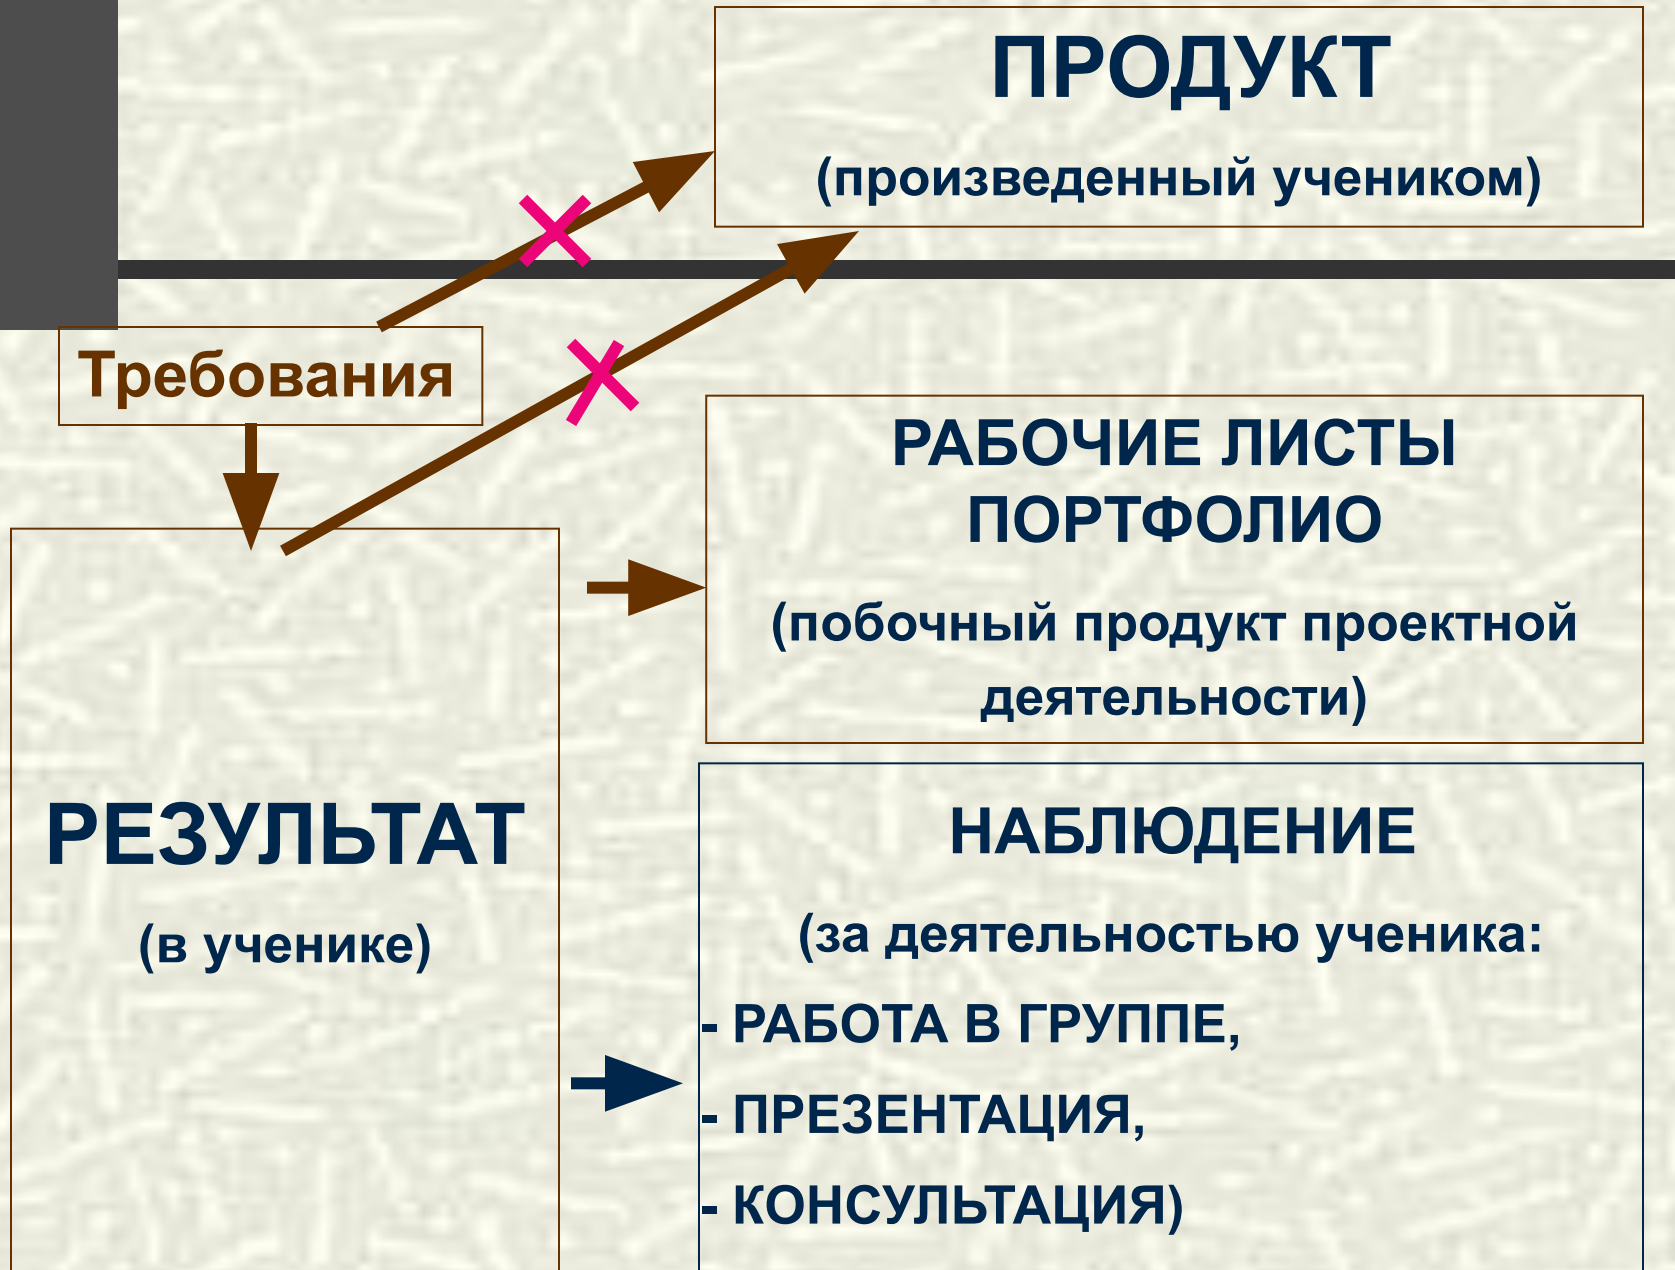 ПРОДУКТ
(произведенный учеником)
Требования
РАБОЧИЕ ЛИСТЫ
ПОРТФОЛИО
(побочный продукт проектной
деятельности)
РЕЗУЛЬТАТ
(в ученике)
НАБЛЮДЕНИЕ
(за деятельностью ученика:
- РАБОТА В ГРУППЕ,
- ПРЕЗЕНТАЦИЯ,
- КОНСУЛЬТАЦИЯ)